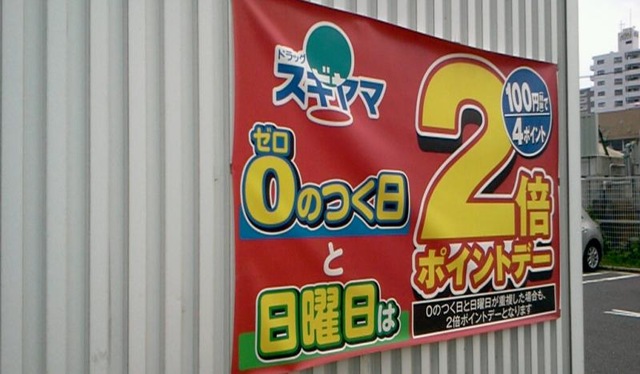 ドラッグ
スギヤマ
ゼロ
0のつく日
と
日曜日は
100円毎で
4ポイント
2倍
ポイントデー
0のつく日と日曜日が重複した場合も、
2倍ポイントデーとなります